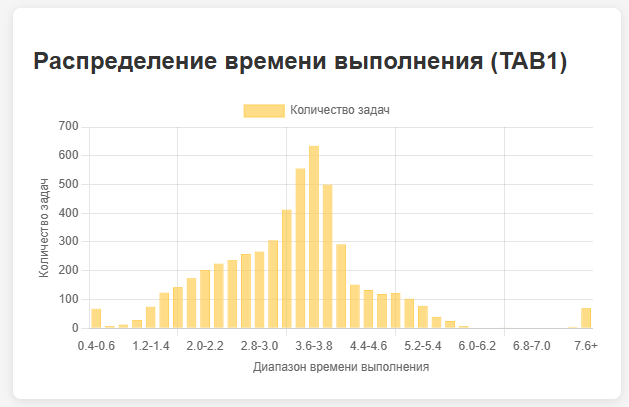 Распределение времени выполнения (TAB1)
Количество задач
700
600
500
400
300
200
100
0
Количество задач
0.4-0.6 1.2-1.4 2.0-2.2 2.8-3.0 3.6-3.8 4.4-4.6 5.2-5.4 6.0-6.2 6.8-7.0 7.6+
Диапазон времени выполнения